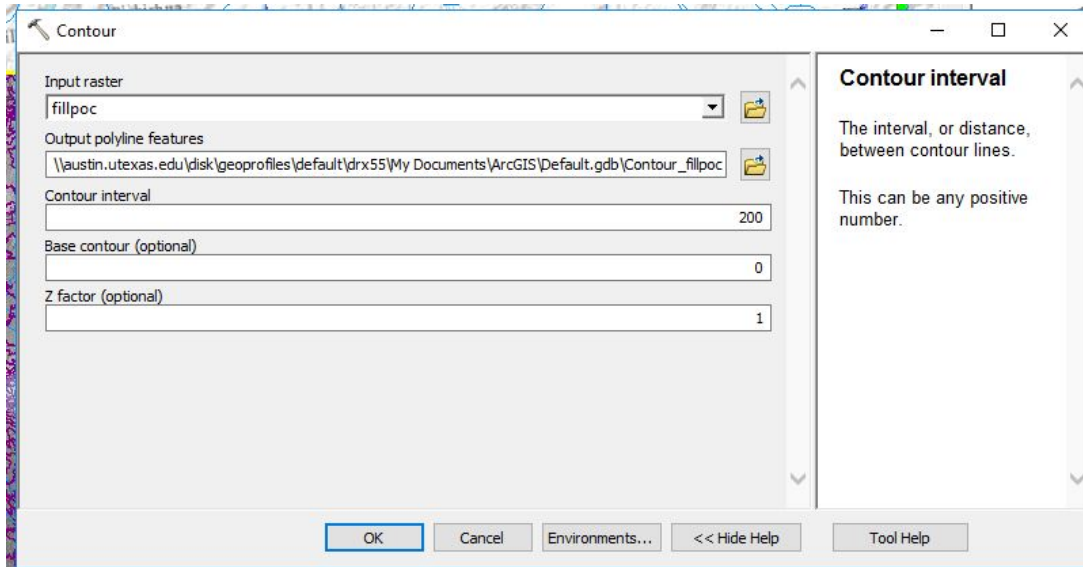 Contour
Input raster
fillpoc
Output polyline features
\\austin.utexas.edu\disk\geoprofiles\default\drx55\My Documents\ArcGIS\Default.gdb\Contour_fillpoc
Contour interval
200
Base contour (optional)
0
Z factor (optional)
1
Contour interval
The interval, or distance,
between contour lines.
This can be any positive
number.
OK
Cancel
Environments...
<< Hide Help
Tool Help